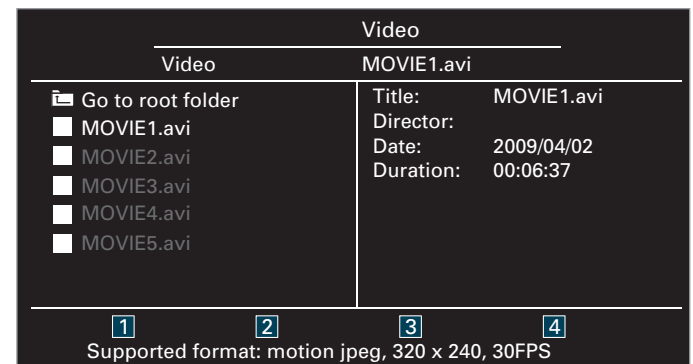 Video
Video MOVIE1.avi
Go to root folder
MOVIE1.avi
MOVIE2.avi
MOVIE3.avi
MOVIE4.avi
MOVIE5.avi
Title: MOVIE1.avi
Director:
Date: 2009/04/02
Duration: 00:06:37
1 2 3 4
Supported format: motion jpeg, 320 x 240, 30FPS